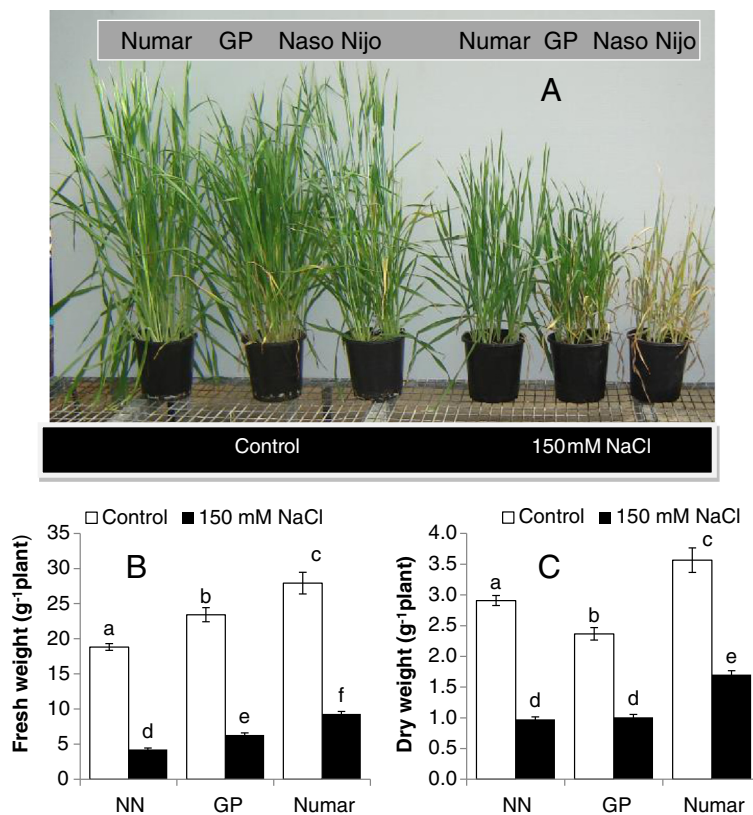 Numar GP Naso Nijo Numar GP Naso Nijo
A
Control 150mM NaCl
Control 150 mM NaCl
B
Fresh weight (g⁻¹plant)
35
30
25
20
15
10
5
0
a
b
c
d
e
f
NN GP Numar
Control 150 mM NaCl
C
Dry weight (g⁻¹plant)
4.0
3.5
3.0
2.5
2.0
1.5
1.0
0.5
0.0
a
b
c
d
d
e
NN GP Numar